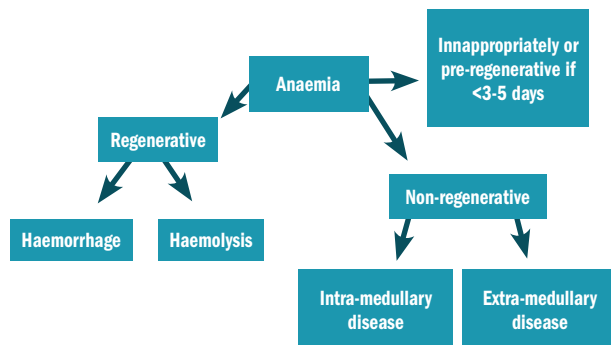 Innappropriately or
pre-regenerative if
<3-5 days
Anaemia
Regenerative
Non-regenerative
Haemorrhage
Haemolysis
Intra-medullary
disease
Extra-medullary
disease